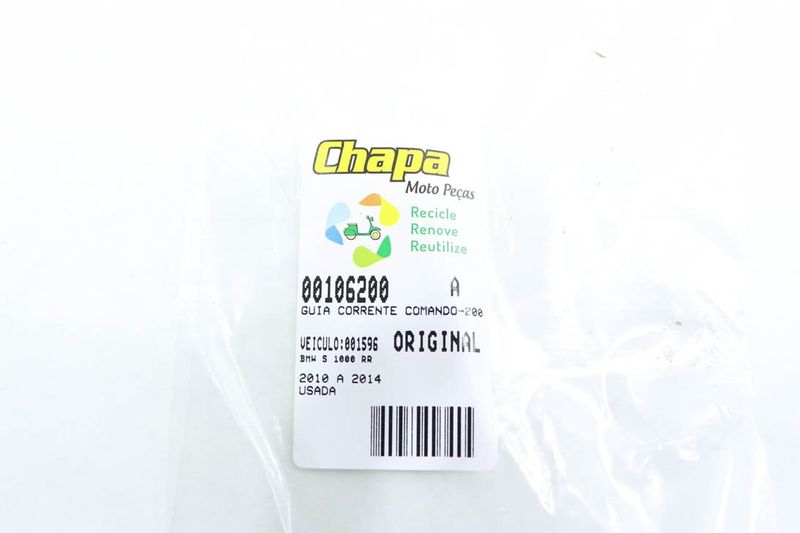 Chapa
Moto Peças
Recicle
Renove
Reutilize
00106200 A
GUIA CORRENTE COMANDO-200
VEICULO:001596 ORIGINAL
BMW S 1000 RR
2010 A 2014
USADA